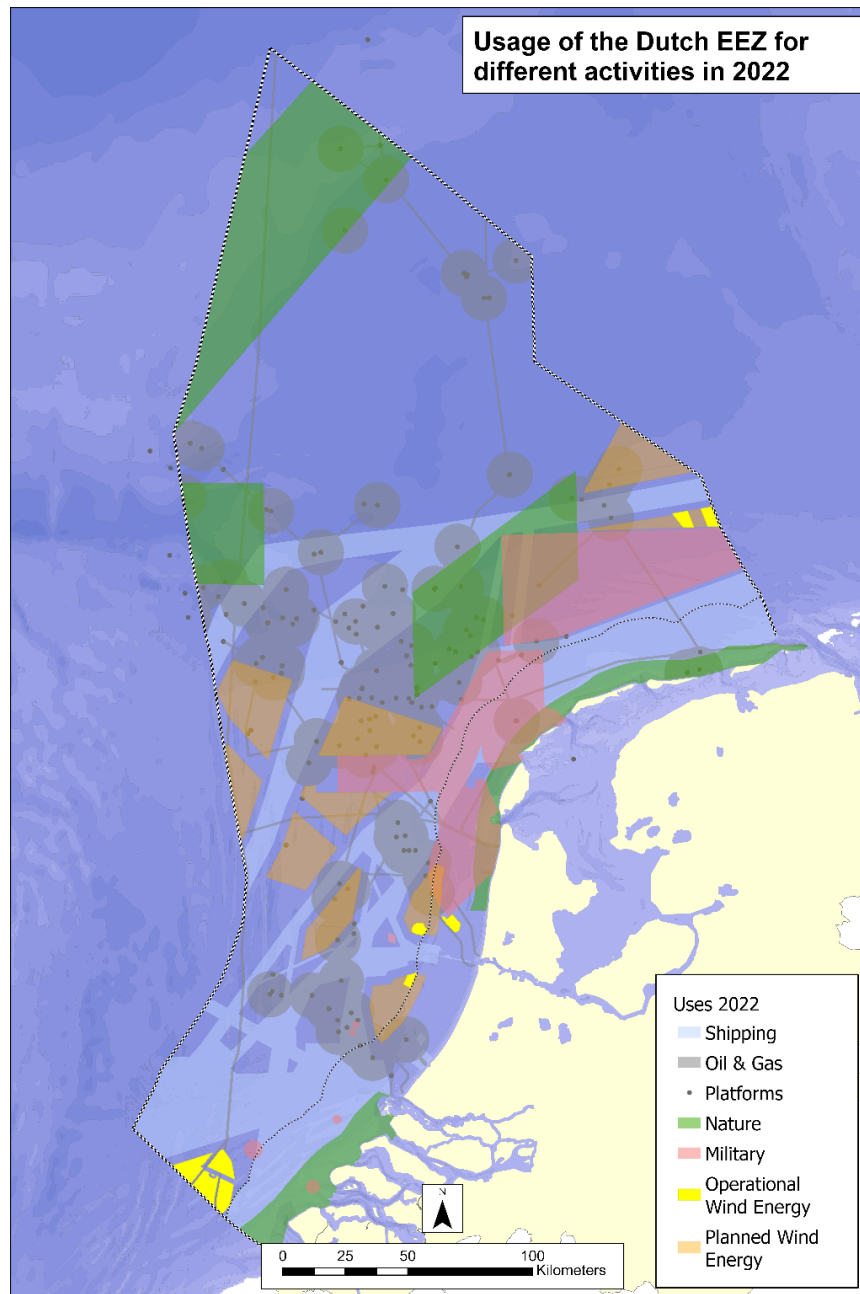 Usage of the Dutch EEZ for
different activities in 2022
Uses 2022
Shipping
Oil & Gas
Platforms
Nature
Military
Operational
Wind Energy
Planned Wind
Energy
N
0 25 50 100
Kilometers